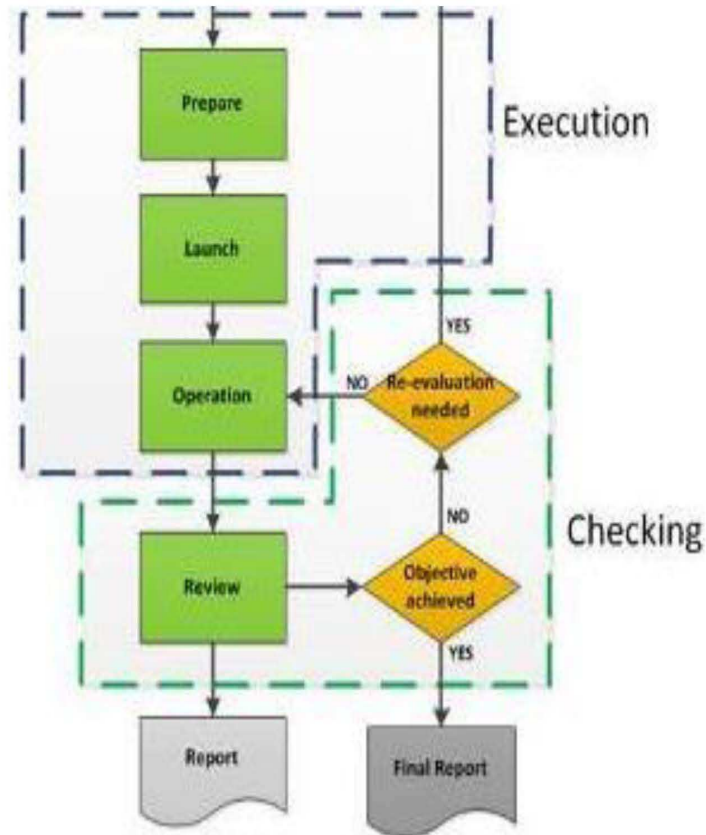 Prepare
Execution
Launch
YES
Operation
NO
Re-evaluation
needed
NO
Checking
Review
Objective
achieved
YES
Report
Final Report